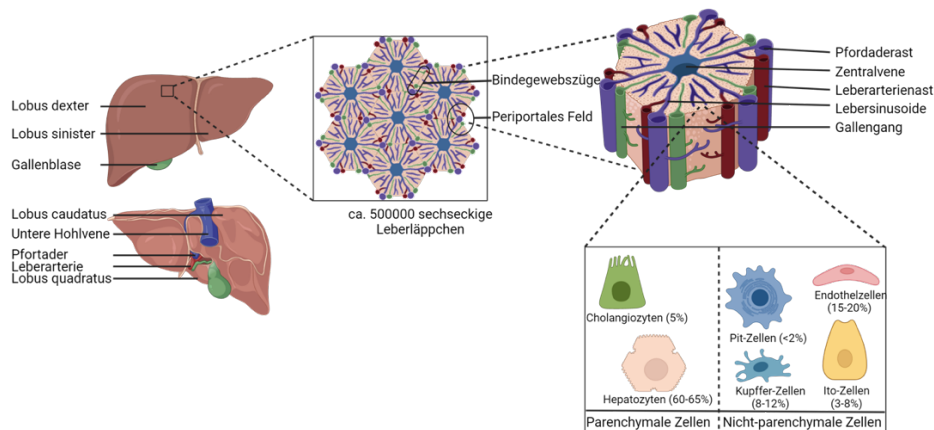 Lobus dexter
Lobus sinister
Gallenblase
Lobus caudatus
Untere Hohlvene
Pfortader
Leberarterie
Lobus quadratus
Bindegewebszüge
Periportales Feld
ca. 500000 sechseckige
Leberläppchen
Pfordaderast
Zentralvene
Leberarterienast
Lebersinusoide
Gallengang
Cholangiozyten (5%)
Hepatozyten (60-65%)
Parenchymale Zellen
Pit-Zellen (<2%)
Endothelzellen
(15-20%)
Kupffer-Zellen
(8-12%)
Ito-Zellen
(3-8%)
Nicht-parenchymale Zellen